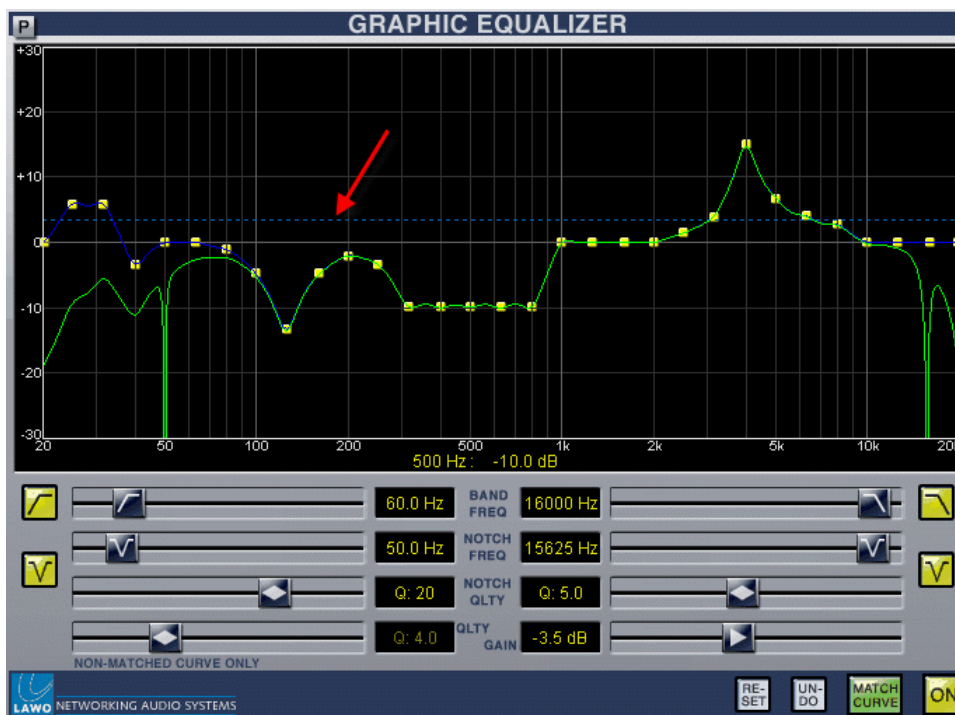 P GRAPHIC EQUALIZER
+30
+20
+10
0
-10
-20
-30
20 50 100 200 500 1k 2k 5k 10k 20k
500 Hz : -10.0 dB
60.0 Hz BAND FREQ 16000 Hz
50.0 Hz NOTCH FREQ 15625 Hz
Q: 20 NOTCH QLTY Q: 5.0
Q: 4.0 QLTY GAIN -3.5 dB
NON-MATCHED CURVE ONLY
LAWO NETWORKING AUDIO SYSTEMS
RE-SET UN-DO MATCH CURVE ON